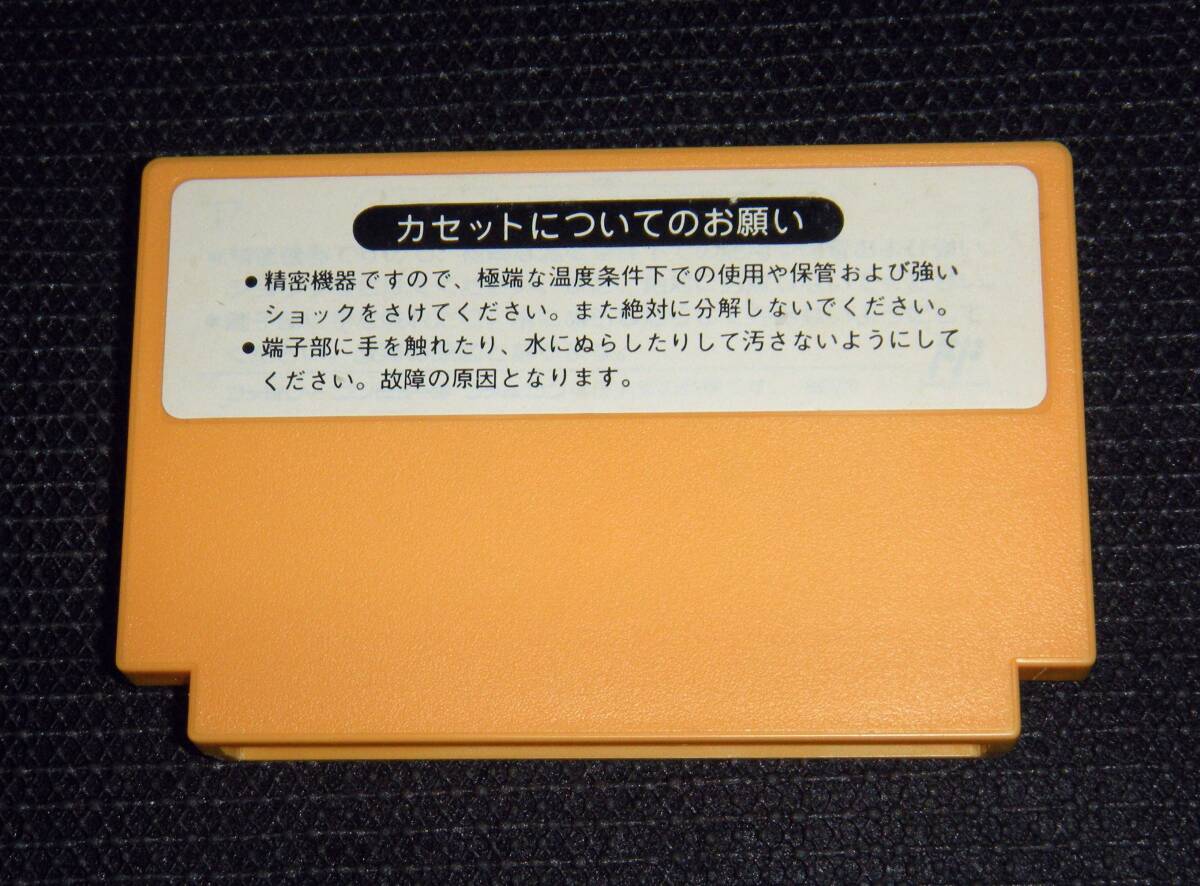 カセットについてのお願い
●精密機器ですので、極端な温度条件下での使用や保管および強い
ショックをさけてください。また絶対に分解しないでください。
●端子部に手を触れたり、水にぬらしたりして汚さないようにして
ください。故障の原因となります。